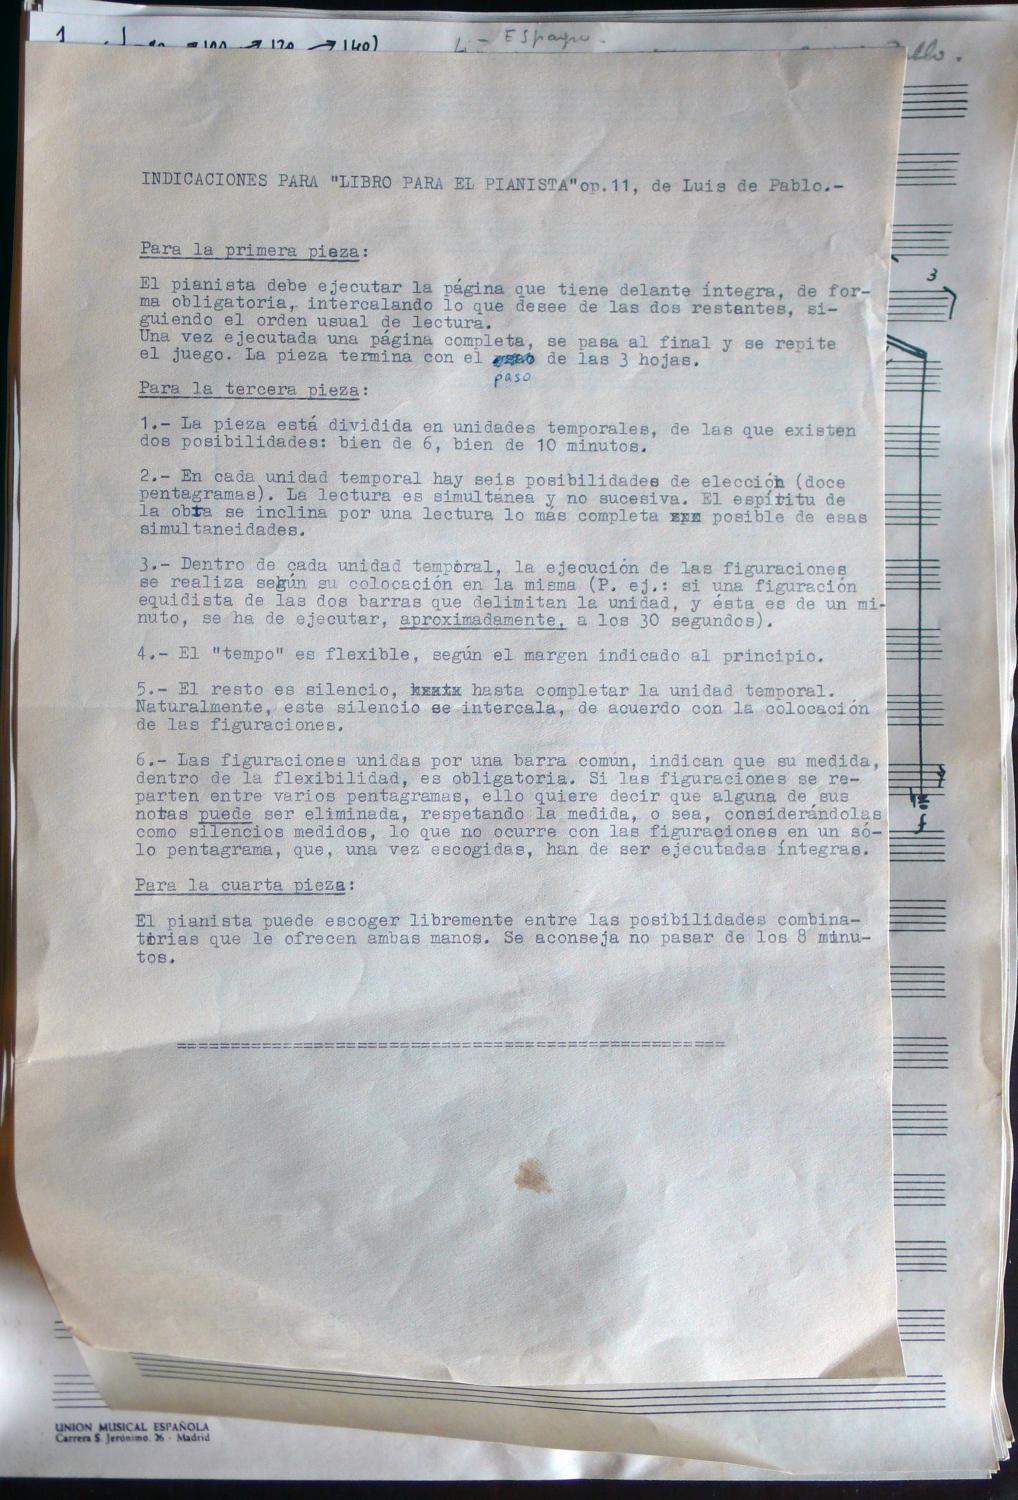 1
120 → 140)
Espagne.
INDICACIONES PARA "LIBRO PARA EL PIANISTA"op.11, de Luis de Pablo.-
Para la primera pieza:
El pianista debe ejecutar la página que tiene delante íntegra, de for-
ma obligatoria, intercalando lo que desee de las dos restantes, si-
guiendo el orden usual de lectura.
Una vez ejecutada una página completa, se pasa al final y se repite
el juego. La pieza termina con el de las 3 hojas.
paso
Para la tercera pieza:
1.- La pieza está dividida en unidades temporales, de las que existen
dos posibilidades: bien de 6, bien de 10 minutos.
2.- En cada unidad temporal hay seis posibilidades de elección (doce
pentagramas). La lectura es simultánea y no sucesiva. El espíritu de
la obra se inclina por una lectura lo más completa posible de esas
simultaneidades.
3.- Dentro de cada unidad temporal, la ejecución de las figuraciones
se realiza según su colocación en la misma (P. ej.: si una figuración
equidista de las dos barras que delimitan la unidad, y ésta es de un mi-
nuto, se ha de ejecutar, aproximadamente, a los 30 segundos).
4.- El "tempo" es flexible, según el margen indicado al principio.
5.- El resto es silencio, hasta completar la unidad temporal.
Naturalmente, este silencio se intercala, de acuerdo con la colocación
de las figuraciones.
6.- Las figuraciones unidas por una barra común, indican que su medida,
dentro de la flexibilidad, es obligatoria. Si las figuraciones se re-
parten entre varios pentagramas, ello quiere decir que alguna de sus
notas puede ser eliminada, respetando la medida, o sea, considerándolas
como silencios medidos, lo que no ocurre con las figuraciones en un só-
lo pentagrama, que, una vez escogidas, han de ser ejecutadas íntegras.
Para la cuarta pieza:
El pianista puede escoger libremente entre las posibilidades combina-
torias que le ofrecen ambas manos. Se aconseja no pasar de los 8 minu-
tos.
3
f
UNION MUSICAL ESPAÑOLA
Carrera S. Jerónimo, 26 - Madrid